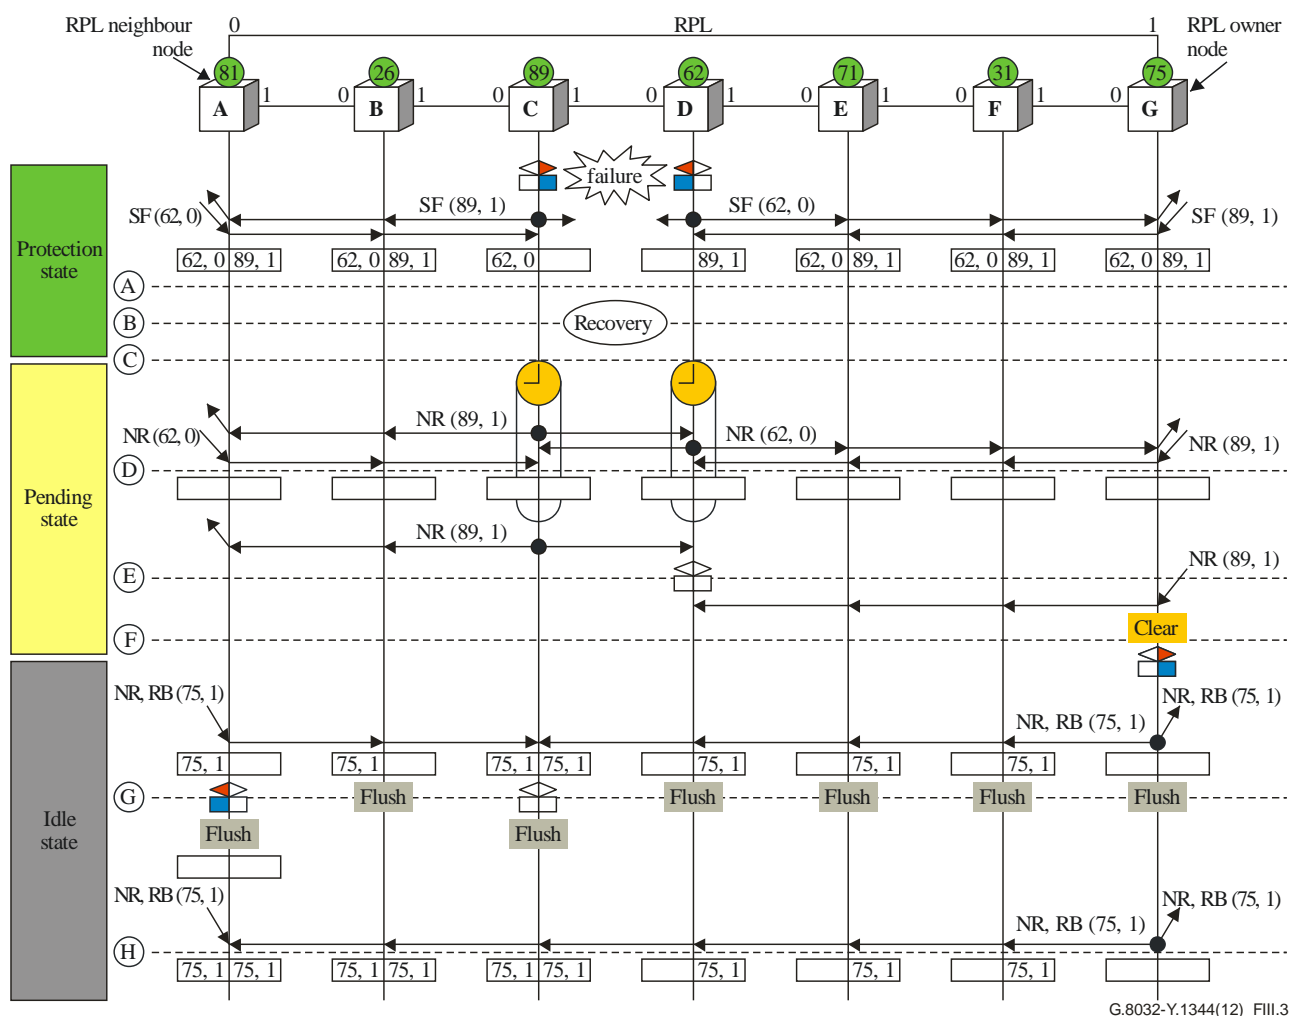 RPL neighbour
node
0
RPL
1
RPL owner
node
81 26 89 62 71 31 75
A 1 0 B 1 0 C 1 0 D 1 0 E 1 0 F 1 0 G
failure
SF (62, 0)
SF (89, 1)
SF (62, 0)
SF (89, 1)
Protection
state
62, 0 89, 1
62, 0 89, 1
62, 0
89, 1
62, 0 89, 1
62, 0 89, 1
62, 0 89, 1
A
B
Recovery
C
NR (89, 1)
NR (62, 0)
NR (62, 0)
NR (89, 1)
D
Pending
state
NR (89, 1)
NR (89, 1)
E
Clear
F
NR, RB (75, 1)
NR, RB (75, 1)
NR, RB (75, 1)
75, 1
75, 1
75, 1 75, 1
75, 1
75, 1
75, 1
G
Flush
Flush
Flush
Flush
Flush
Idle
state
Flush
Flush
NR, RB (75, 1)
NR, RB (75, 1)
NR, RB (75, 1)
H
75, 1 75, 1
75, 1 75, 1
75, 1 75, 1
75, 1
75, 1
75, 1
G.8032-Y.1344(12)_FIII.3